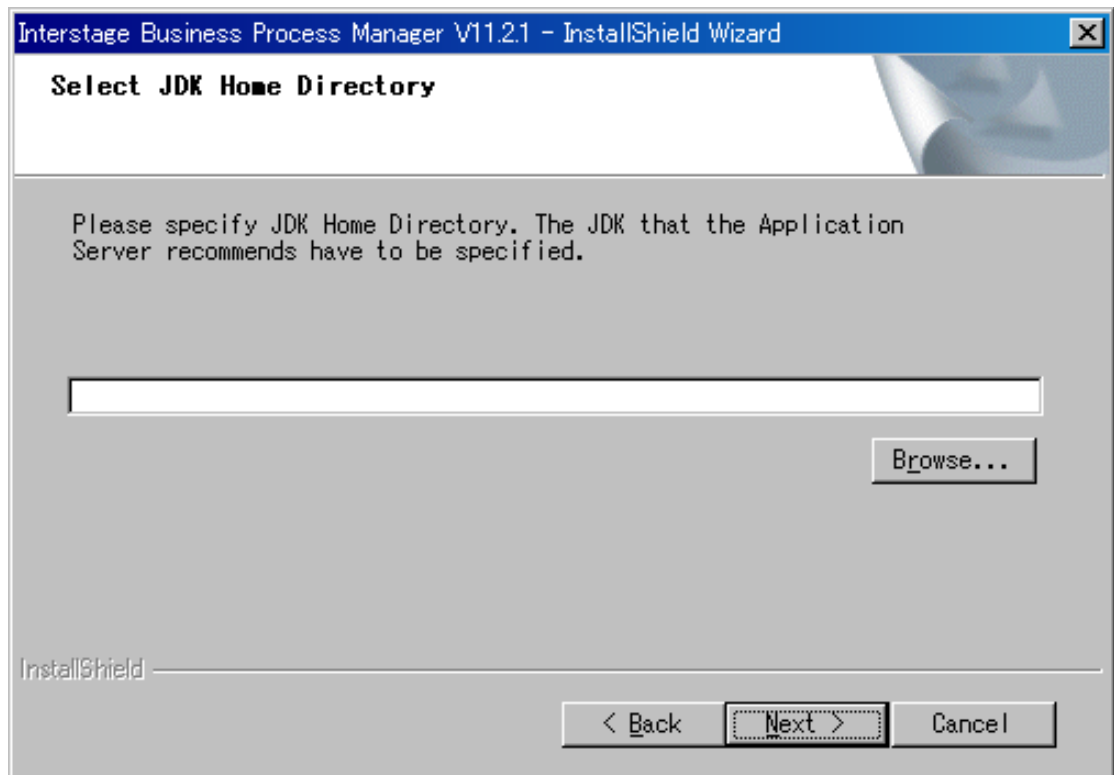 Interstage Business Process Manager V11.2.1 - InstallShield Wizard
Select JDK Home Directory
Please specify JDK Home Directory. The JDK that the Application
Server recommends have to be specified.
Browse...
InstallShield
< Back
Next >
Cancel